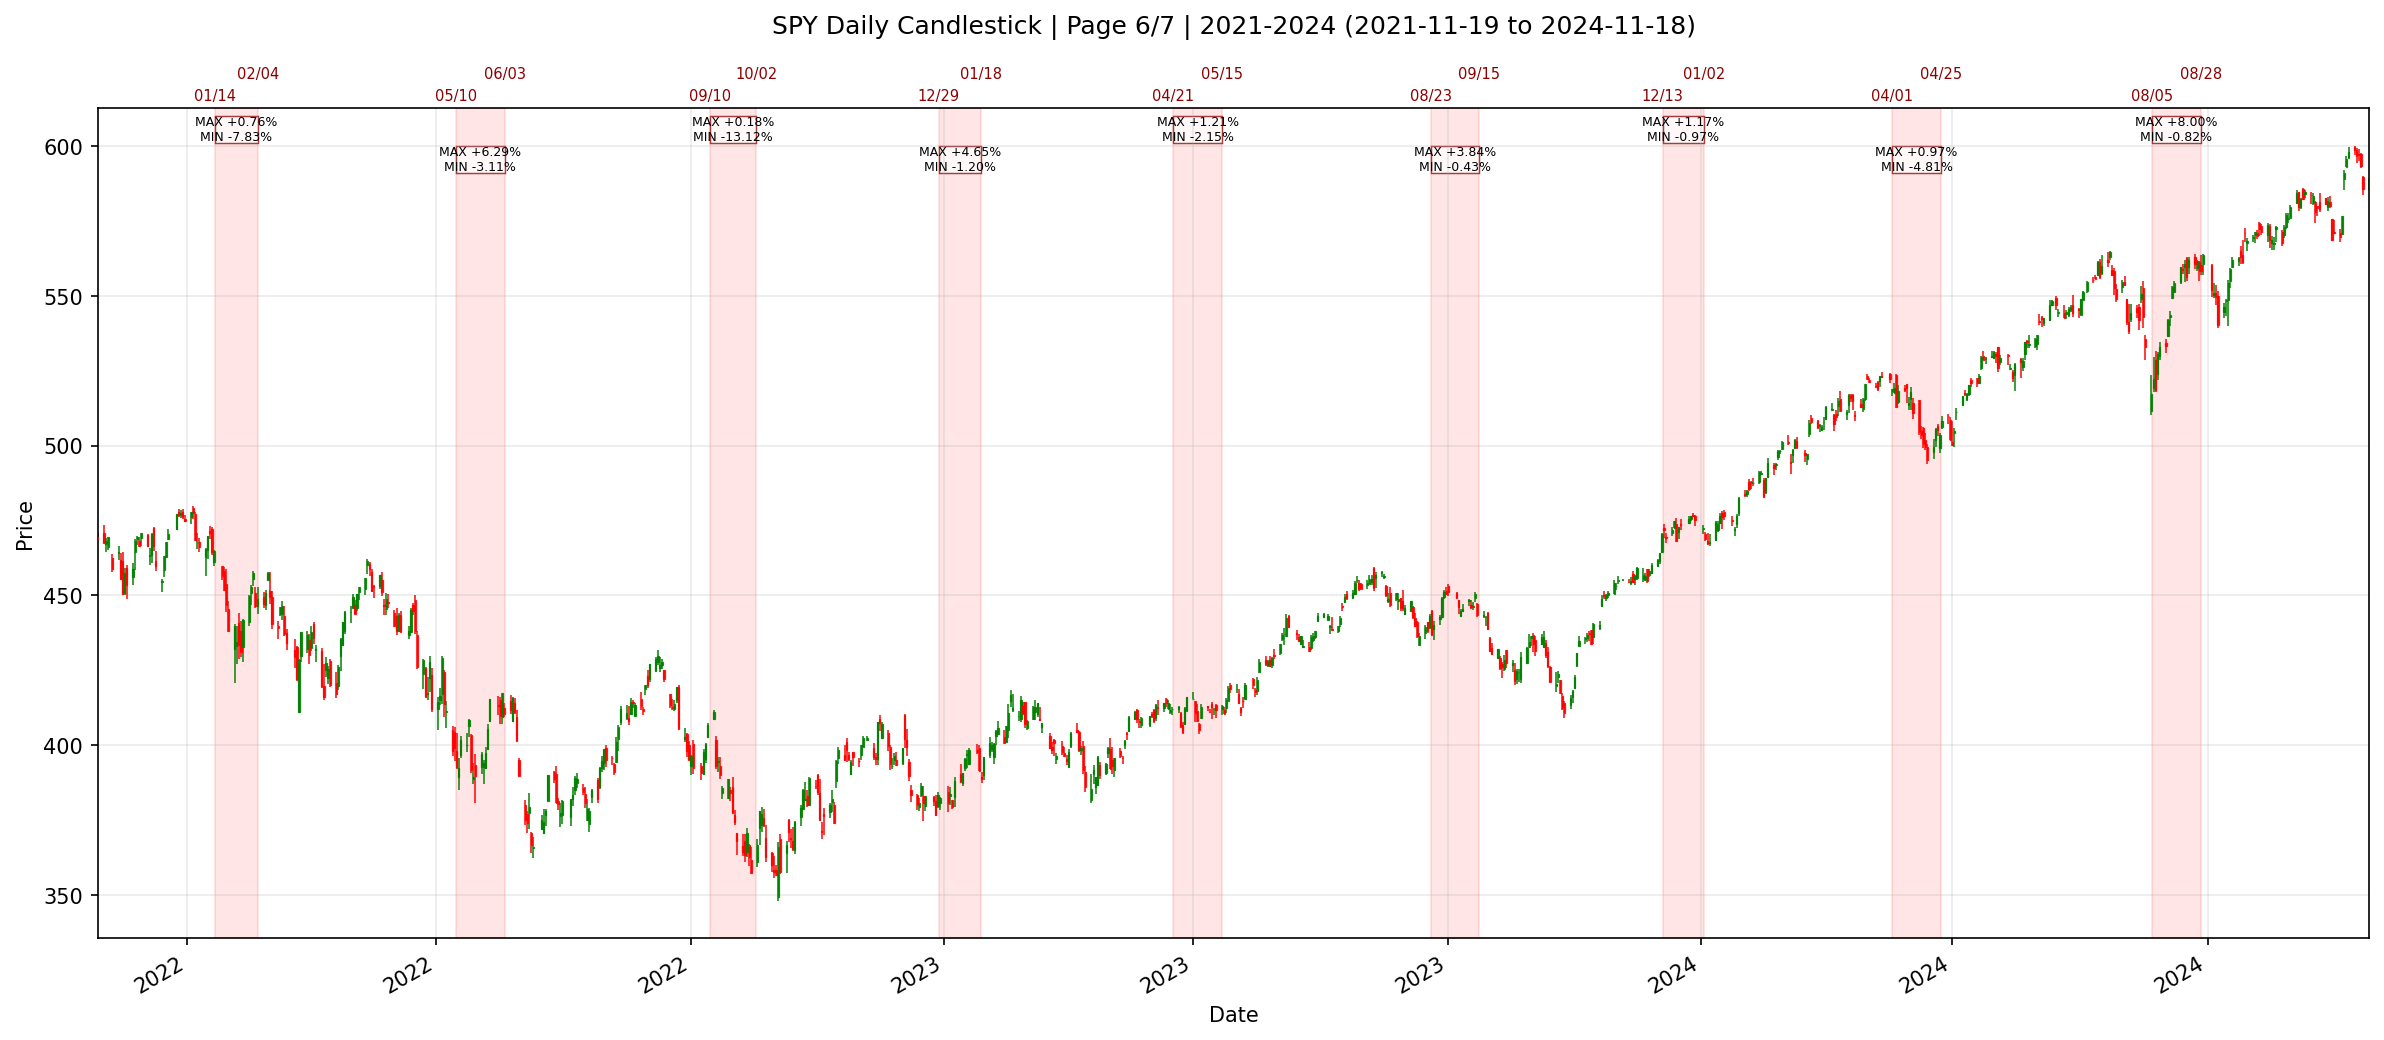 SPY Daily Candlestick | Page 6/7 | 2021-2024 (2021-11-19 to 2024-11-18)
02/04 06/03 10/02 01/18 05/15 09/15 01/02 04/25 08/28
01/14 05/10 09/10 12/29 04/21 08/23 12/13 04/01 08/05
MAX +0.76% MAX +0.18% MAX +1.21% MAX +1.17% MAX +8.00%
MIN -7.83% MIN -13.12% MIN -2.15% MIN -0.97% MIN -0.82%
MAX +6.29% MAX +4.65% MAX +3.84% MAX +0.97%
MIN -3.11% MIN -1.20% MIN -0.43% MIN -4.81%
600
550
500
450
400
350
Price
2022 2022 2022 2023 2023 2023 2024 2024 2024
Date